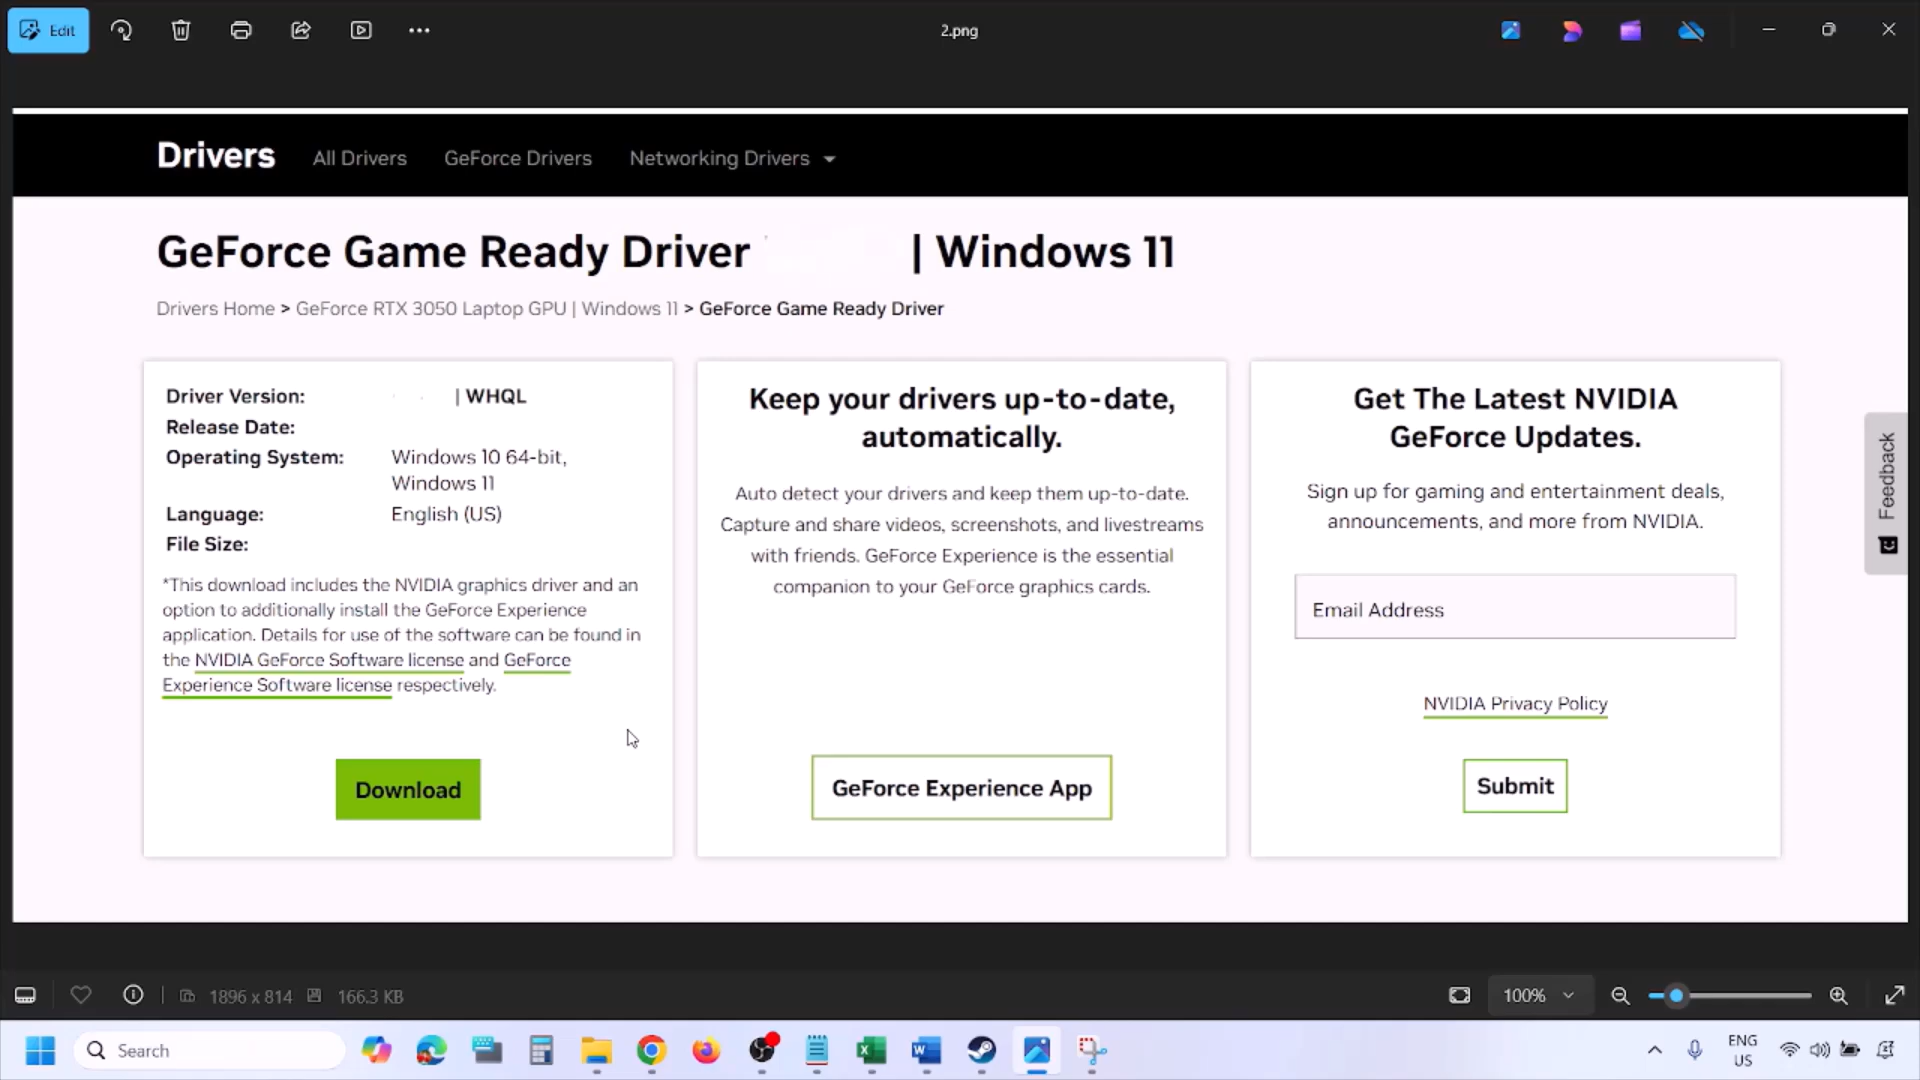 Edit
2.png
Drivers All Drivers GeForce Drivers Networking Drivers
GeForce Game Ready Driver | Windows 11
Drivers Home > GeForce RTX 3050 Laptop GPU | Windows 11 > GeForce Game Ready Driver
Driver Version: | WHQL
Release Date:
Operating System: Windows 10 64-bit,
Windows 11
Language: English (US)
File Size:
*This download includes the NVIDIA graphics driver and an
option to additionally install the GeForce Experience
application. Details for use of the software can be found in
the NVIDIA GeForce Software license and GeForce
Experience Software license respectively.
Download
Keep your drivers up-to-date,
automatically.
Auto detect your drivers and keep them up-to-date.
Capture and share videos, screenshots, and livestreams
with friends. GeForce Experience is the essential
companion to your GeForce graphics cards.
GeForce Experience App
Get The Latest NVIDIA
GeForce Updates.
Sign up for gaming and entertainment deals,
announcements, and more from NVIDIA.
Email Address
NVIDIA Privacy Policy
Submit
Feedback
1896 x 814 166.3 KB
100%
Search
ENG
US